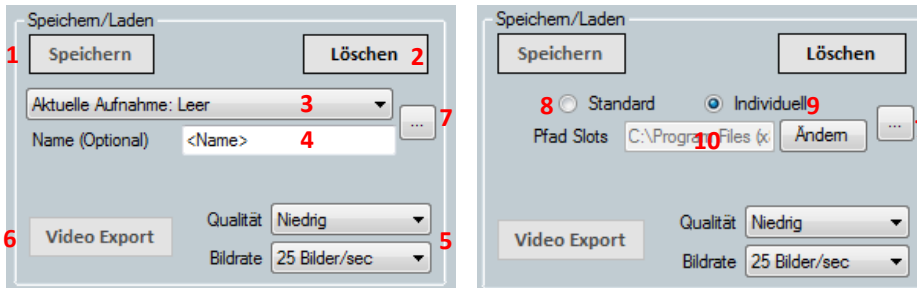 Speichern/Laden
1 Speichern Löschen 2
Aktuelle Aufnahme: Leer 3
... 7
Name (Optional) <Name> 4
6 Video Export
Qualität Niedrig
Bildrate 25 Bilder/sec
5
Speichern/Laden
Speichern Löschen
8 Standard Individuell 9
Pfad Slots C:\Program Files (x 10 Ändern ...
Video Export
Qualität Niedrig
Bildrate 25 Bilder/sec